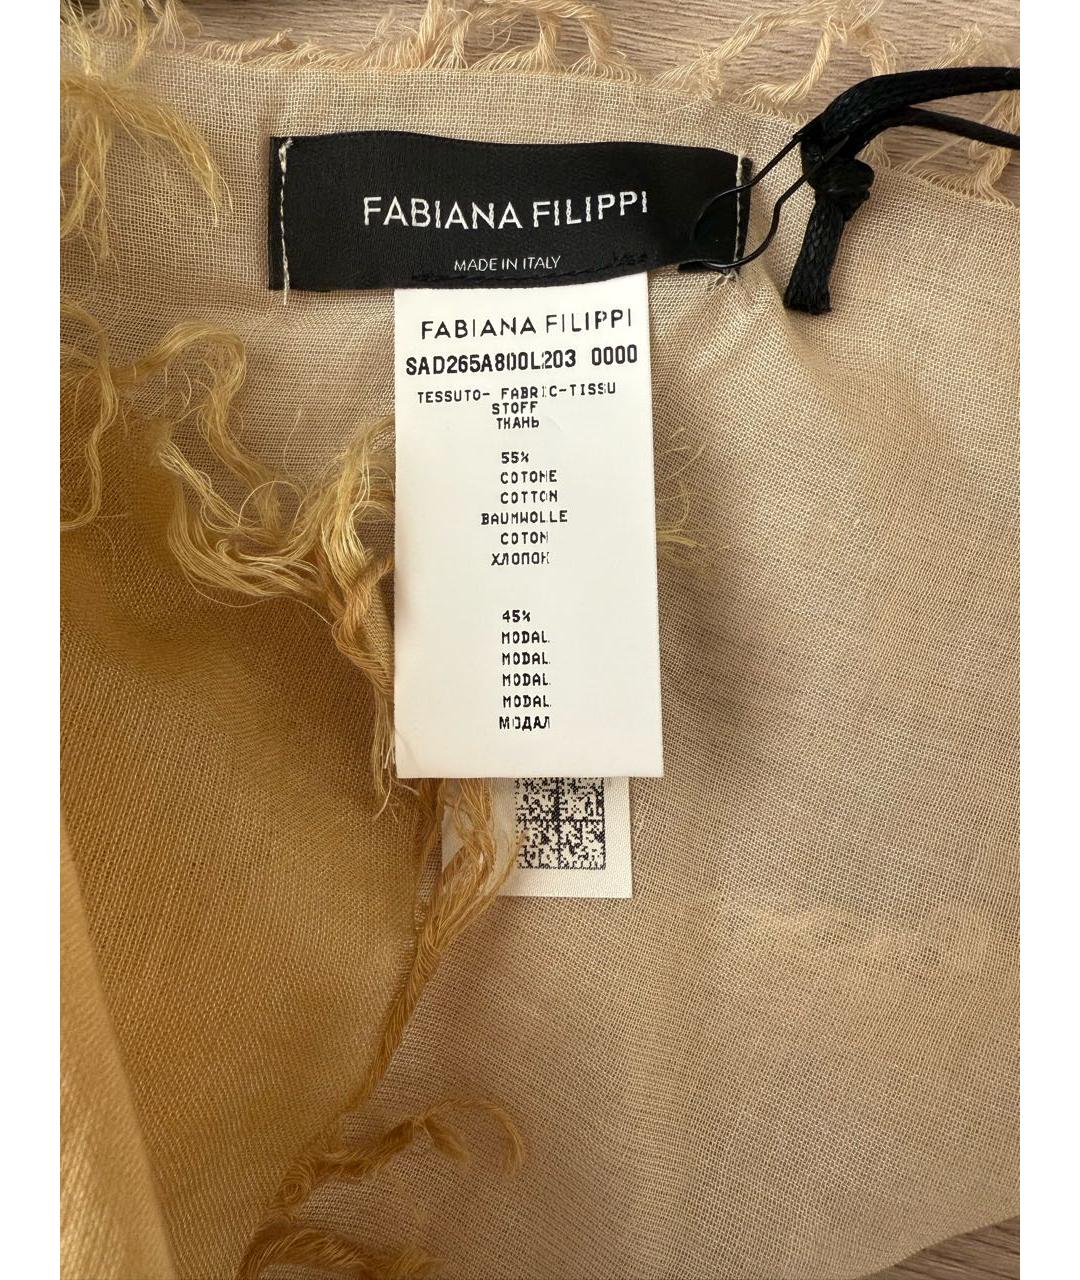 FABIANA FILIPPI
MADE IN ITALY
FABIANA FILIPPI
SAD265A800L203 0000
TESSUTO- FABRIC-TISSU
STOFF
ТКАНЬ
55%
COTONE
COTTON
BAUMWOLLE
COTON
ХЛОПОК
45%
MODAL
MODAL
MODAL
MODAL
МОДАЛ